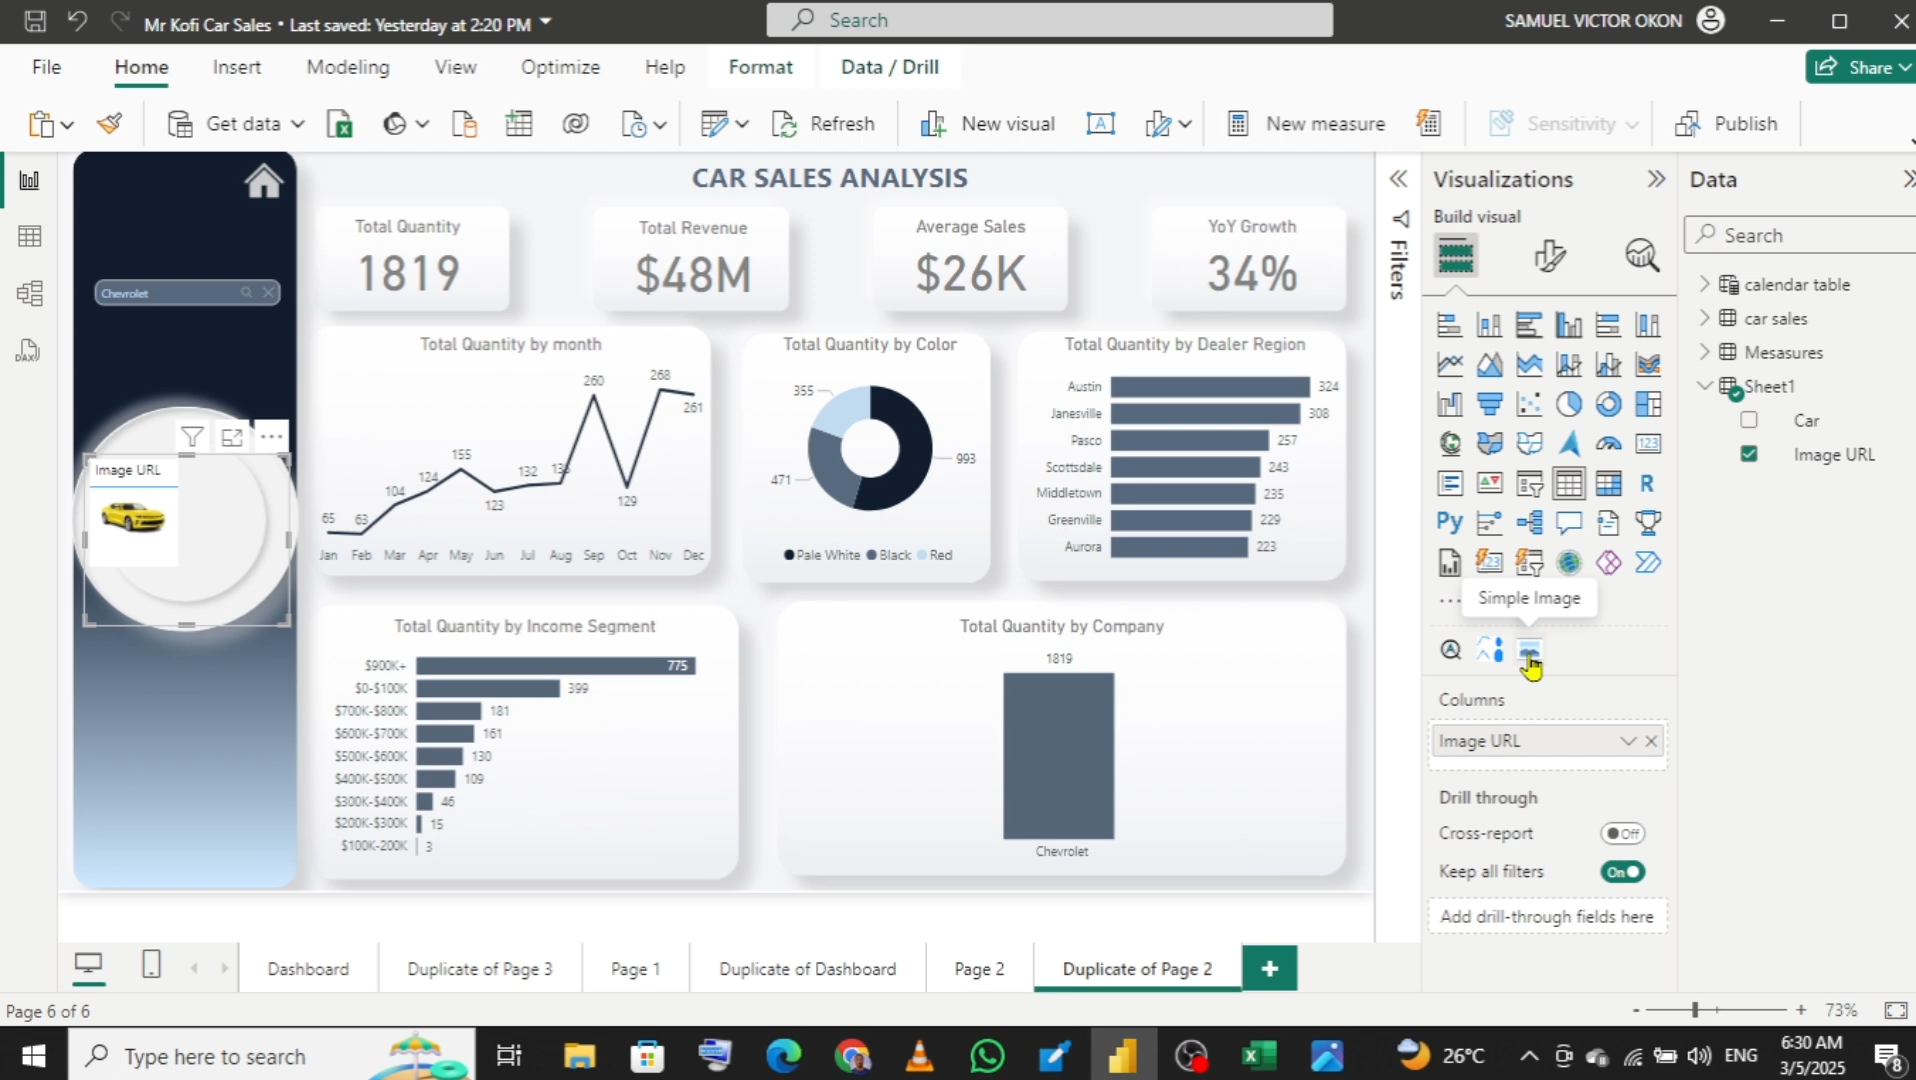 Mr Kofi Car Sales • Last saved: Yesterday at 2:20 PM
Search
SAMUEL VICTOR OKON
File
Home
Insert
Modeling
View
Optimize
Help
Format
Data / Drill
Share
Get data
Refresh
New visual
A
New measure
Sensitivity
Publish
CAR SALES ANALYSIS
Total Quantity
1819
Total Revenue
$48M
Average Sales
$26K
YoY Growth
34%
Chevrolet
Image URL
Total Quantity by month
65
63
104
124
155
123
132
260
129
268
261
Jan Feb Mar Apr May Jun Jul Aug Sep Oct Nov Dec
Total Quantity by Color
355
471
993
Pale White Black Red
Total Quantity by Dealer Region
Austin 324
Janesville 308
Pasco 257
Scottsdale 243
Middletown 235
Greenville 229
Aurora 223
Total Quantity by Income Segment
$900K+ 775
$0-$100K 399
$700K-$800K 181
$600K-$700K 161
$500K-$600K 130
$400K-$500K 109
$300K-$400K 46
$200K-$300K 15
$100K-200K 3
Total Quantity by Company
1819
Chevrolet
Filters
Visualizations
Build visual
123
R
Py
123
...
Simple Image
Columns
Image URL
Drill through
Cross-report
Off
Keep all filters
On
Add drill-through fields here
Data
Search
calendar table
car sales
Mesasures
Sheet1
Car
Image URL
DAX
Dashboard
Duplicate of Page 3
Page 1
Duplicate of Dashboard
Page 2
Duplicate of Page 2
+
Page 6 of 6
- + 73%
Type here to search
26°C
ENG
6:30 AM
3/5/2025
8